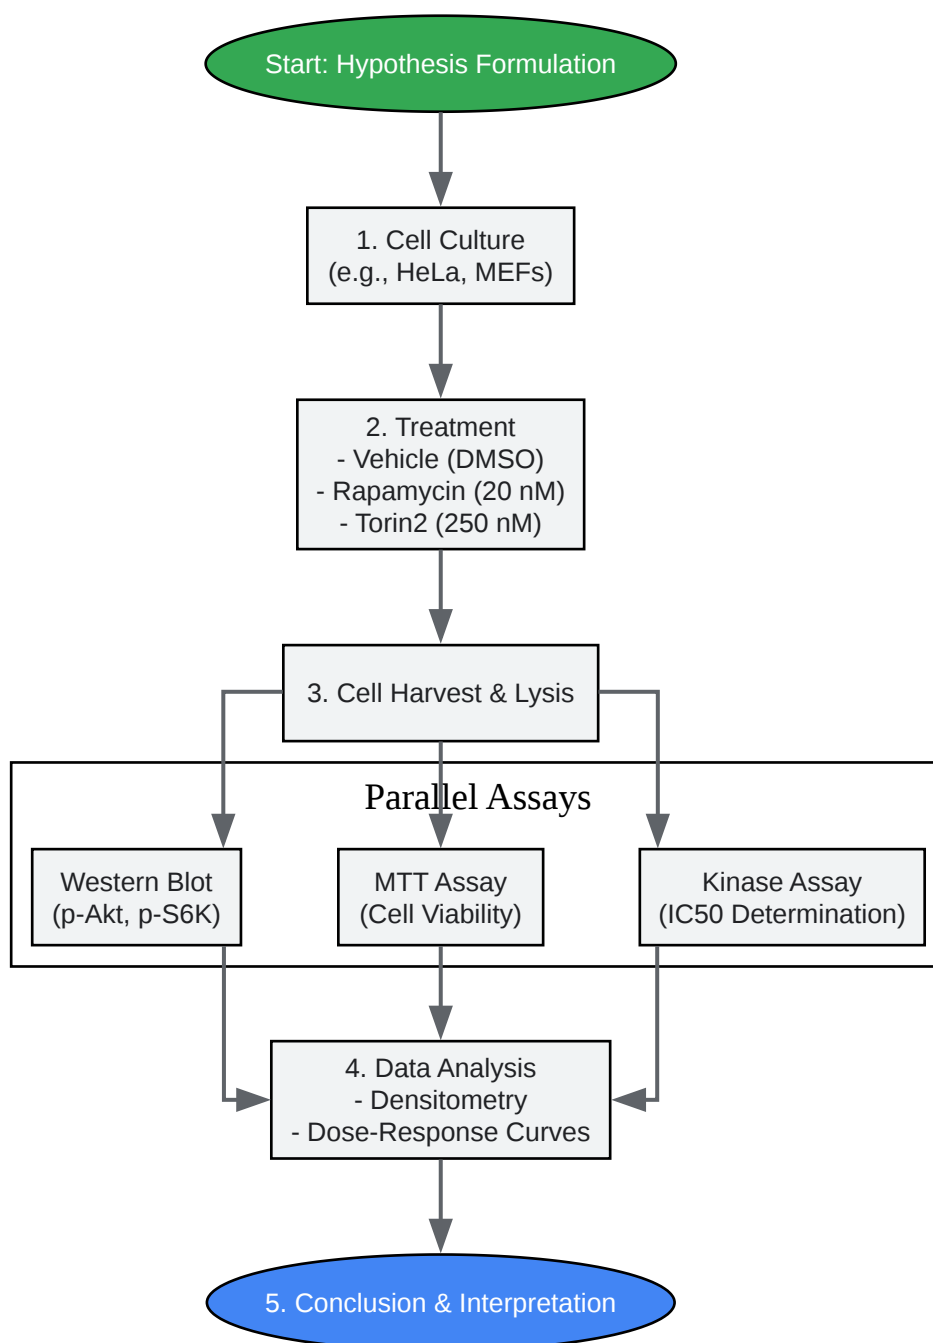 Start: Hypothesis Formulation
1. Cell Culture
(e.g., HeLa, MEFs)
2. Treatment
- Vehicle (DMSO)
- Rapamycin (20 nM)
- Torin2 (250 nM)
3. Cell Harvest & Lysis
Parallel Assays
Western Blot
(p-Akt, p-S6K)
MTT Assay
(Cell Viability)
Kinase Assay
(IC50 Determination)
4. Data Analysis
- Densitometry
- Dose-Response Curves
5. Conclusion & Interpretation